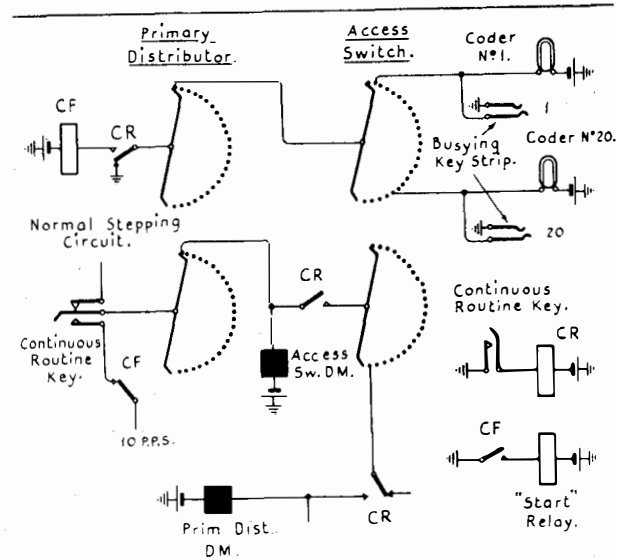 Primary
Distributor.
Access
Switch.
Coder
Nº1.
CF
CR
1
Busying
Key Strip.
Coder Nº20.
20
Normal Stepping
Circuit.
CR
Continuous
Routine
Key.
CF
Access
Sw. DM.
10 P.P.S.
Continuous
Routine Key.
CR
CF
"Start"
Relay.
Prim Dist.
DM.
CR